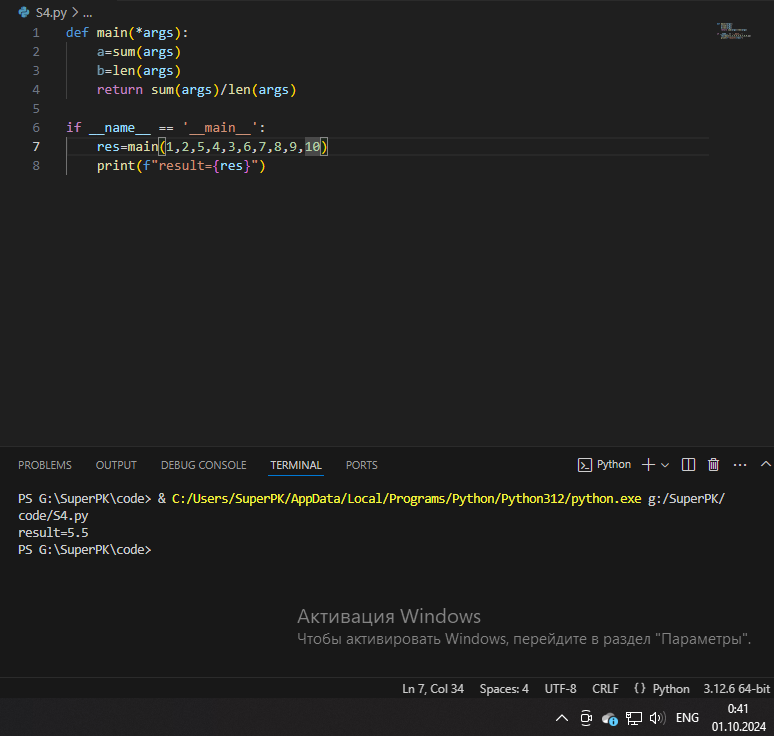 S4.py > ...
1 def main(*args):
2     a=sum(args)
3     b=len(args)
4     return sum(args)/len(args)
5
6 if __name__ == '__main__':
7     res=main(1,2,5,4,3,6,7,8,9,10)
8     print(f"result={res}")
PROBLEMS OUTPUT DEBUG CONSOLE TERMINAL PORTS Python
PS G:\SuperPK\code> & C:/Users/SuperPK/AppData/Local/Programs/Python/Python312/python.exe g:/SuperPK/
code/S4.py
result=5.5
PS G:\SuperPK\code>
Активация Windows
Чтобы активировать Windows, перейдите в раздел "Параметры".
Ln 7, Col 34 Spaces: 4 UTF-8 CRLF {} Python 3.12.6 64-bit
ENG 0:41
01.10.2024